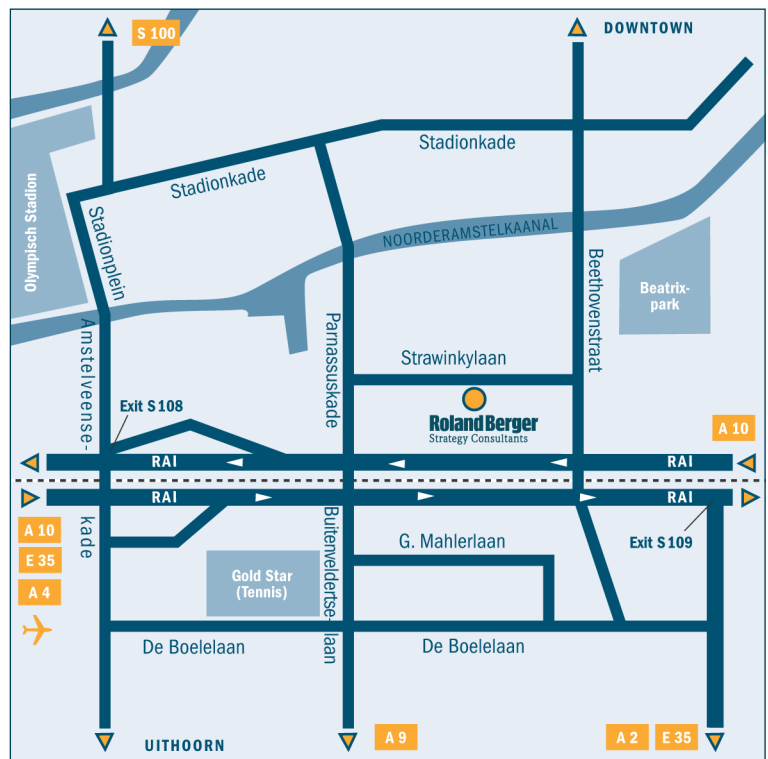 S 100
DOWNTOWN
Stadionkade
Stadionkade
Olympisch Stadion
Stadionplein
NOORDERAMSTELKAANAL
Beethovenstraat
Beatrix-
park
Amstelveense-
Parnassuskade
Strawinkylaan
Exit S 108
Roland Berger
Strategy Consultants
A 10
RAI
RAI
RAI
RAI
A 10
E 35
A 4
kade
Buitenveldertse-laan
G. Mahlerlaan
Exit S 109
Gold Star
(Tennis)
De Boelelaan
De Boelelaan
UITHOORN
A 9
A 2
E 35